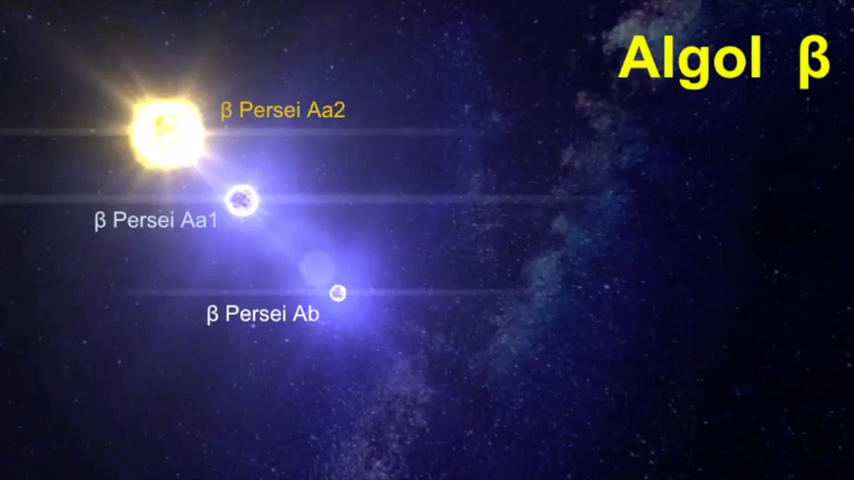 Algol β
β Persei Aa2
β Persei Aa1
β Persei Ab